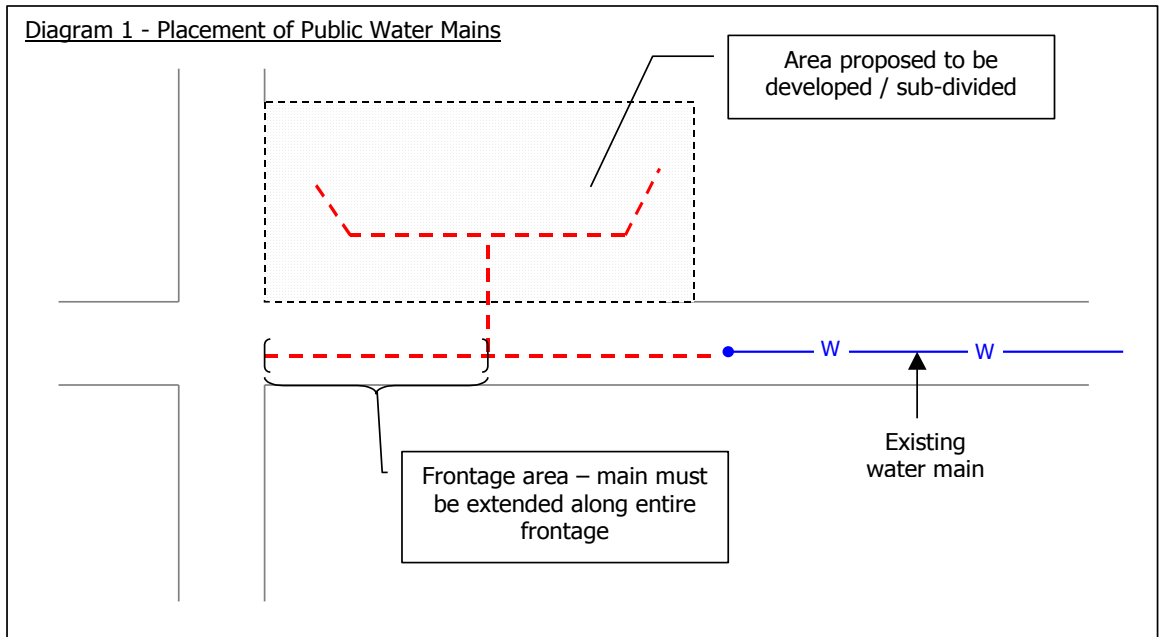 Diagram 1 - Placement of Public Water Mains
Area proposed to be
developed / sub-divided
W
W
Existing
water main
Frontage area – main must
be extended along entire
frontage